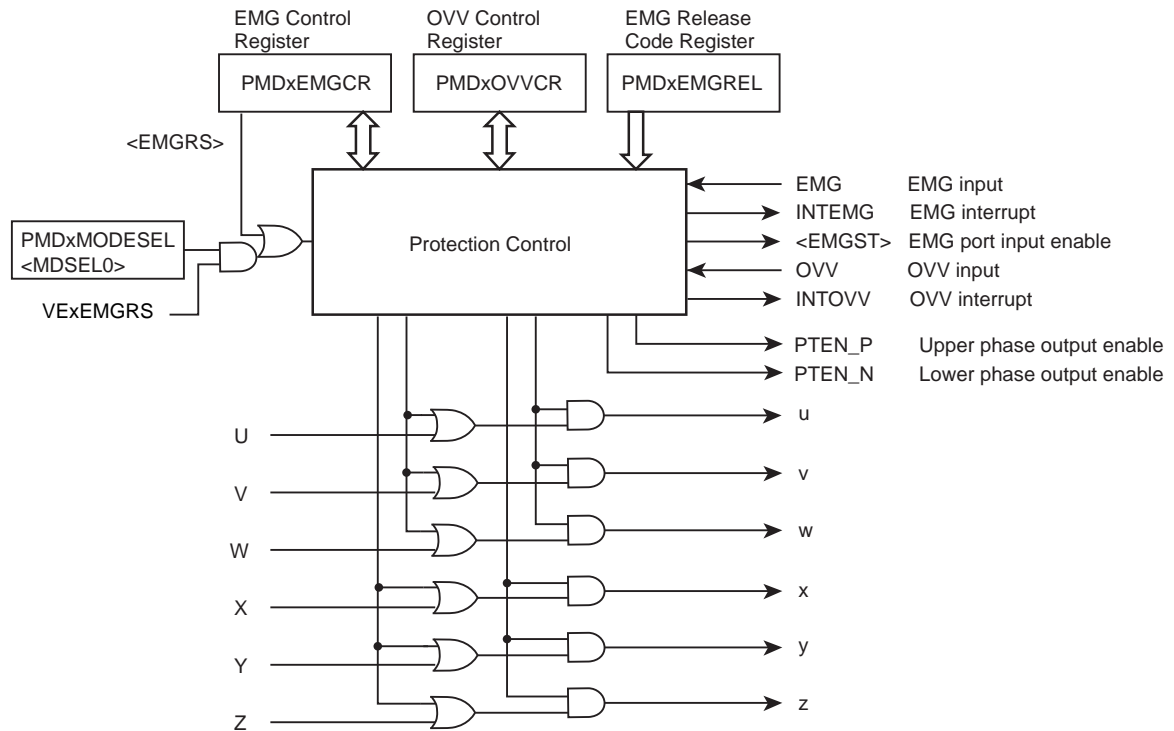 EMG Control
Register
OVV Control
Register
EMG Release
Code Register
PMDxEMGCR
PMDxOVVCR
PMDxEMGREL
<EMGRS>
PMDxMODESEL
<MDSEL0>
VExEMGRS
Protection Control
EMG EMG input
INTEMG EMG interrupt
<EMGST> EMG port input enable
OVV OVV input
INTOVV OVV interrupt
PTEN_P Upper phase output enable
PTEN_N Lower phase output enable
U u
V v
W w
X x
Y y
Z z